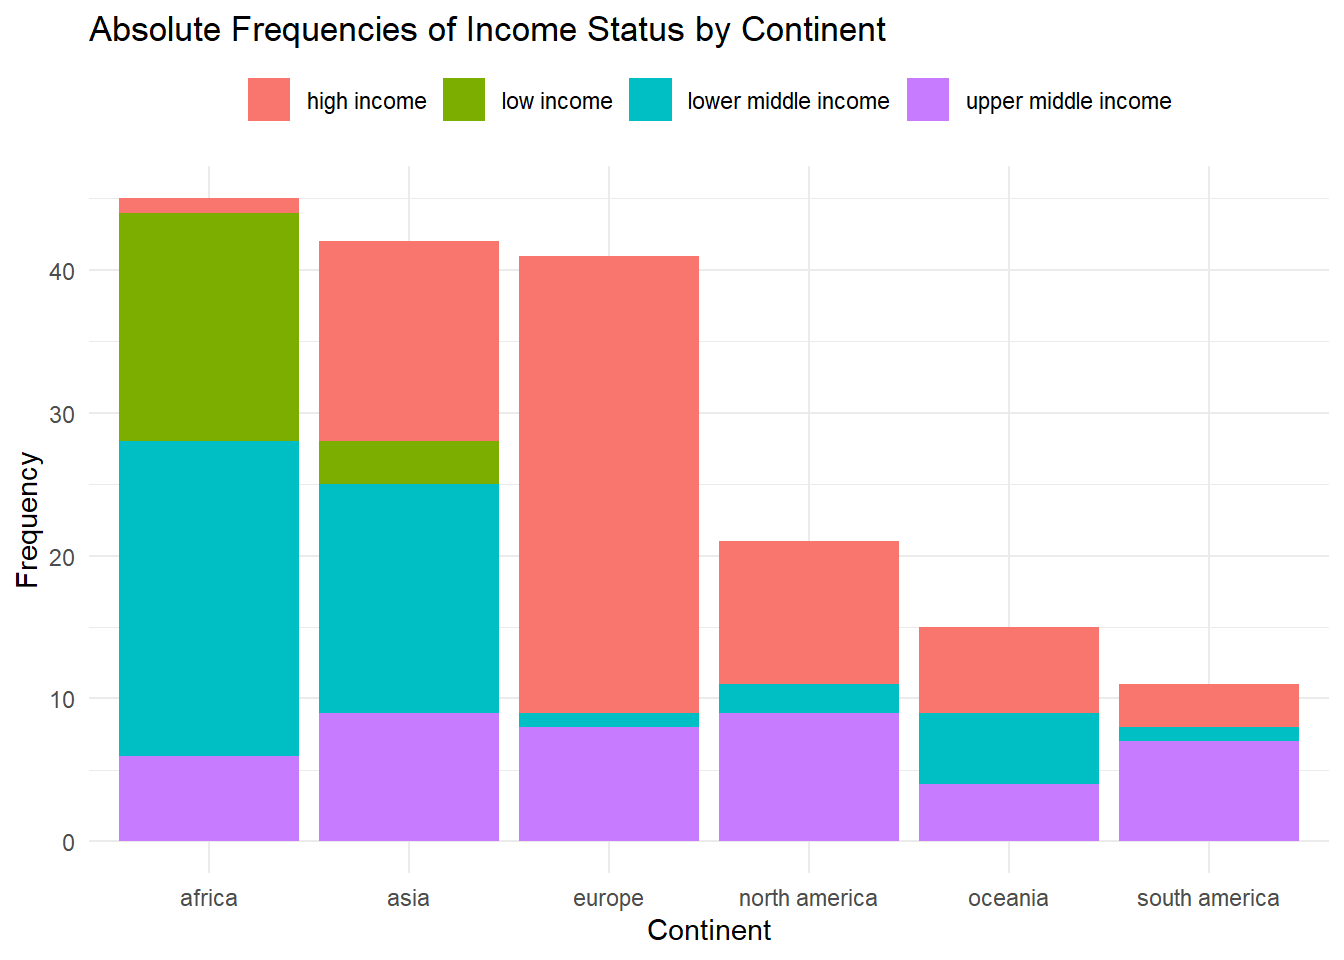 Absolute Frequencies of Income Status by Continent
high income low income lower middle income upper middle income
40
30
20
10
0
Frequency
africa asia europe north america oceania south america
Continent